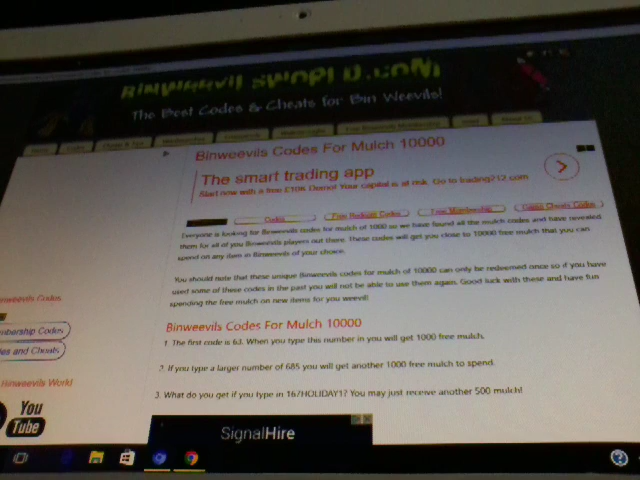 BINWEEVILSWORLD.COM
The Best Codes & Cheats for Bin Weevils!
Binweevils Codes For Mulch 10000
The smart trading app
Start now with a free £10K Demo! Your capital is at risk. Go to trading212.com
Codes
Free Membership
Everyone is looking for Binweevils codes for mulch of 1000 so we have found all the mulch codes and have revealed
them for all of you Binweevils players out there. These codes will get you close to 10000 free mulch that you can
spend on any item in Binweevils of your choice.
You should note that these unique Binweevils codes for mulch of 10000 can only be redeemed once so if you have
used some of these codes in the past you will not be able to use them again. Good luck with these and have fun
spending the free mulch on new items for you weevil!
Binweevils Codes
Membership Codes
and Cheats
Binweevils World
You
Tube
Binweevils Codes For Mulch 10000
1. The first code is 63. When you type this number in you will get 1000 free mulch.
2. If you type a larger number of 685 you will get another 1000 free mulch to spend.
3. What do you get if you type in 167HOLIDAY1? You may just receive another 500 mulch!
SignalHire